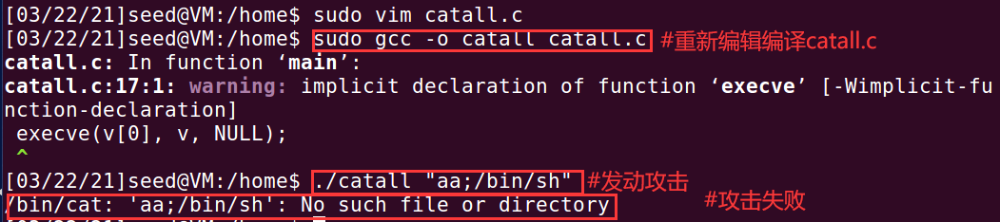 [03/22/21]seed@VM:/home$ sudo vim catall.c
[03/22/21]seed@VM:/home$ sudo gcc -o catall catall.c #重新编辑编译catall.c
catall.c: In function ‘main’:
catall.c:17:1: warning: implicit declaration of function ‘execve’ [-Wimplicit-fu
nction-declaration]
 execve(v[0], v, NULL);
 ^
[03/22/21]seed@VM:/home$ ./catall "aa;/bin/sh" #发动攻击
/bin/cat: 'aa;/bin/sh': No such file or directory #攻击失败